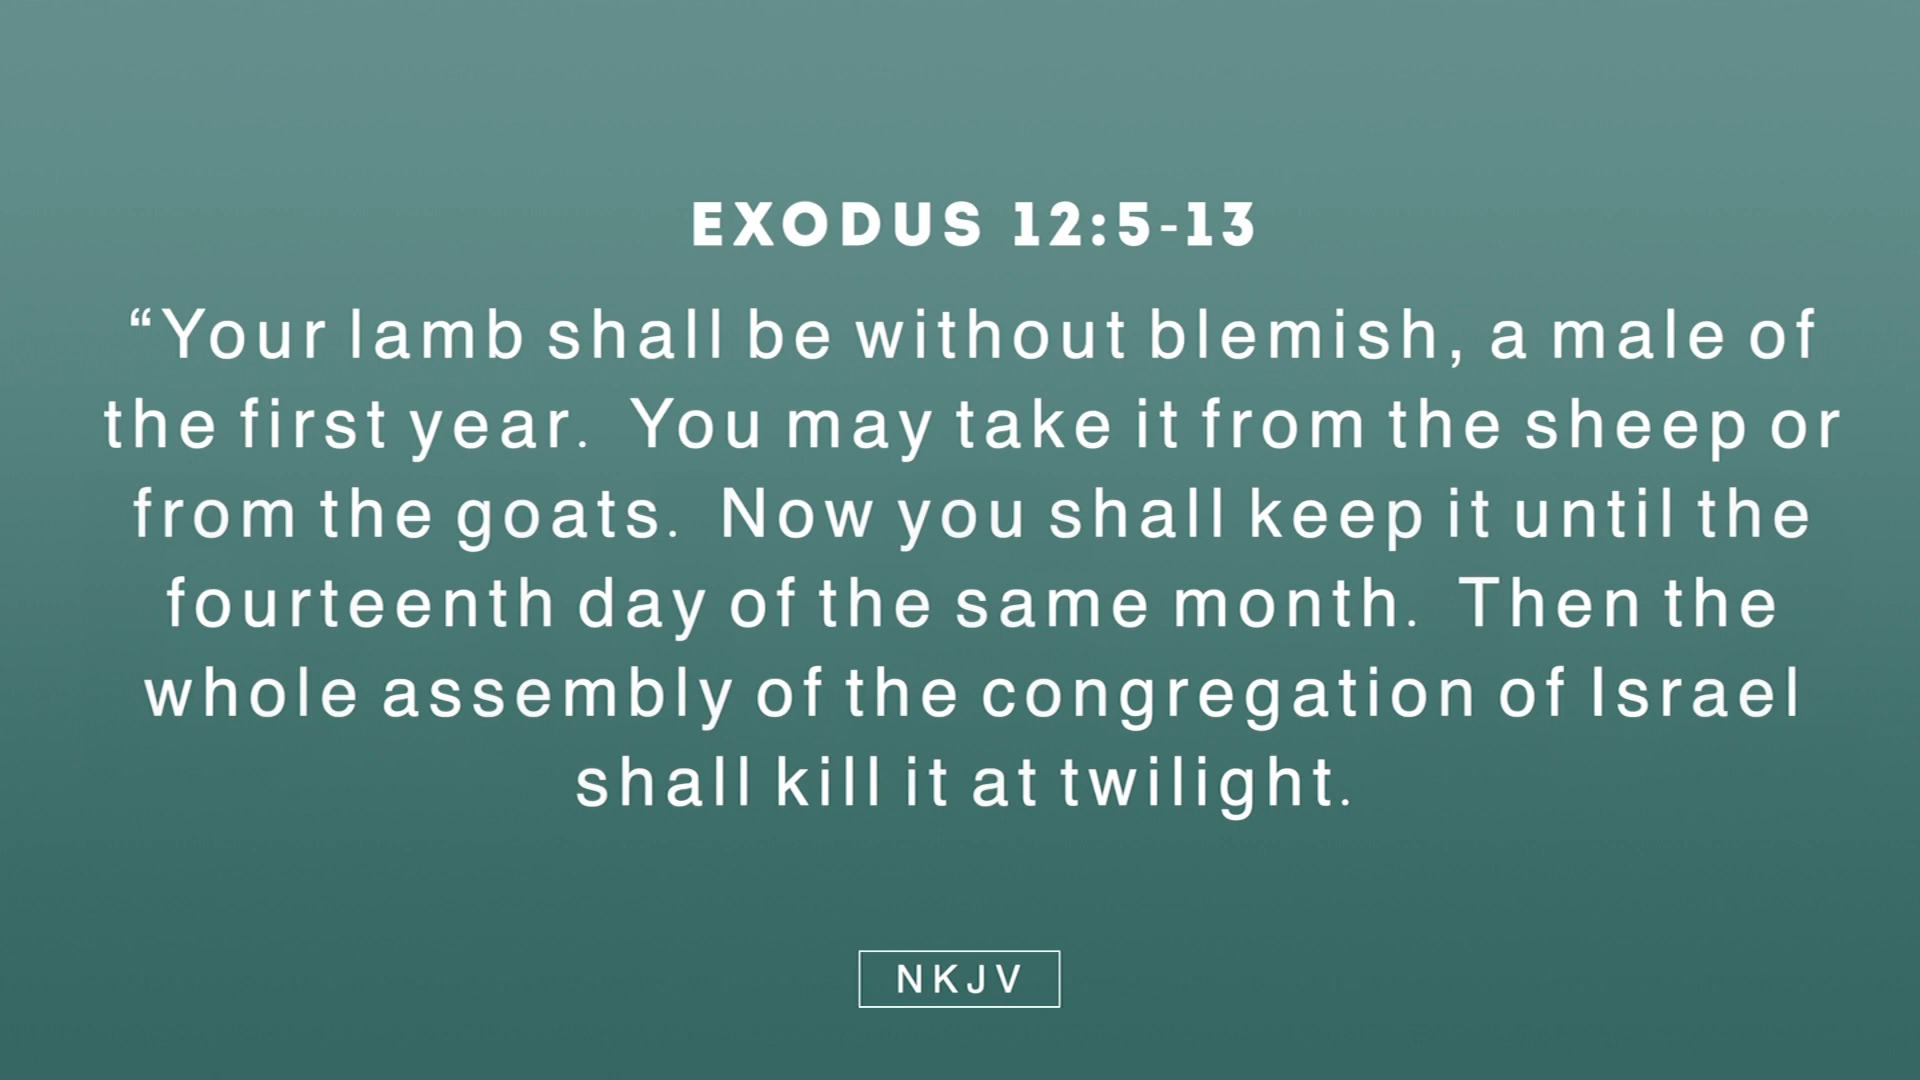 EXODUS 12:5-13
“Your lamb shall be without blemish, a male of
the first year.  You may take it from the sheep or
from the goats.  Now you shall keep it until the
fourteenth day of the same month.  Then the
whole assembly of the congregation of Israel
shall kill it at twilight.
NKJV